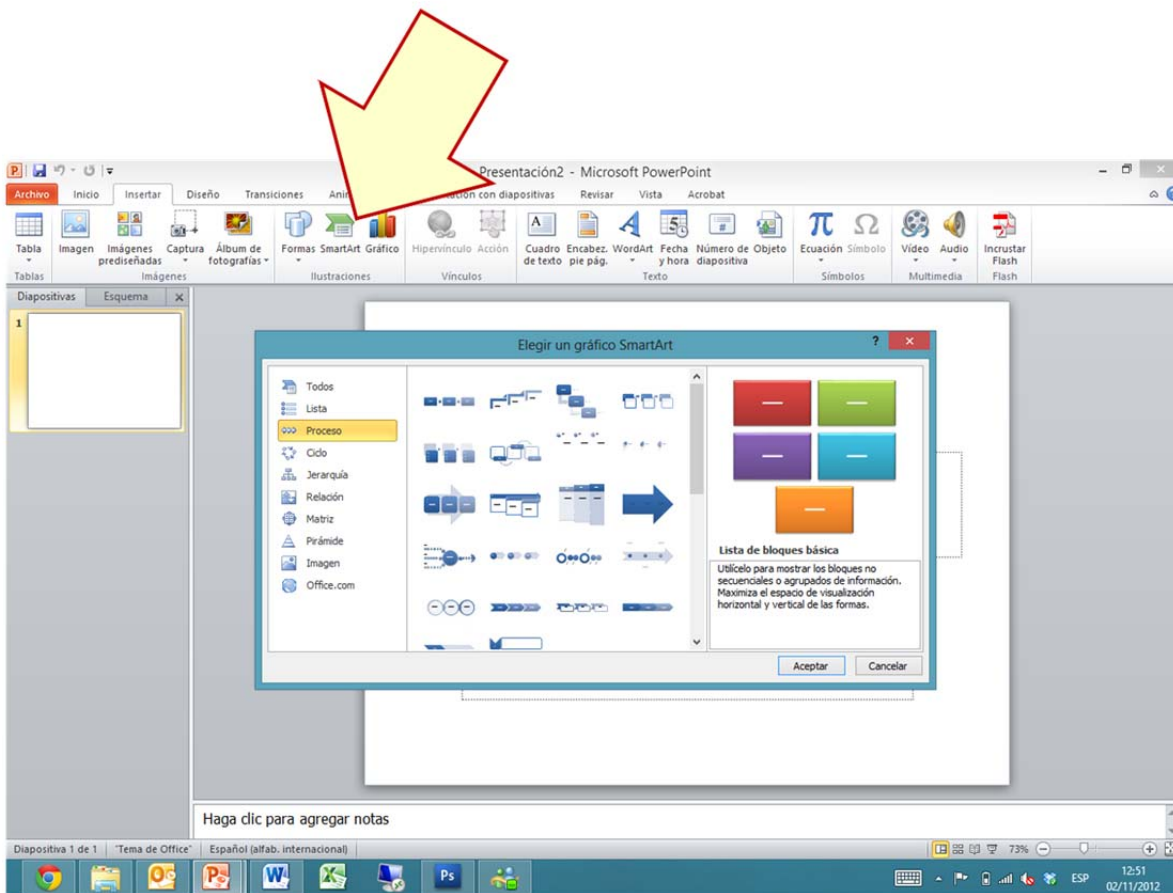 Presentación2 - Microsoft PowerPoint
Archivo Inicio Insertar Diseño Transiciones con diapositivas Revisar Vista Acrobat
Tabla Imagen Imágenes prediseñadas Captura Álbum de fotografías Formas SmartArt Gráfico Hipervínculo Acción Cuadro de texto Encabez. pie pág. WordArt Fecha y hora Número de diapositiva Objeto Ecuación Símbolo Vídeo Audio Incrustar Flash
Tablas Imágenes Ilustraciones Vínculos Texto Símbolos Multimedia Flash
Diapositivas Esquema
1
Elegir un gráfico SmartArt
Todos
Lista
Proceso
Ciclo
Jerarquía
Relación
Matriz
Pirámide
Imagen
Office.com
Lista de bloques básica
Utilícelo para mostrar los bloques no
secuenciales o agrupados de información.
Maximiza el espacio de visualización
horizontal y vertical de las formas.
Aceptar Cancelar
Haga clic para agregar notas
Diapositiva 1 de 1 "Tema de Office" Español (alfab. internacional) 73%
Ps ESP 12:51
02/11/2012